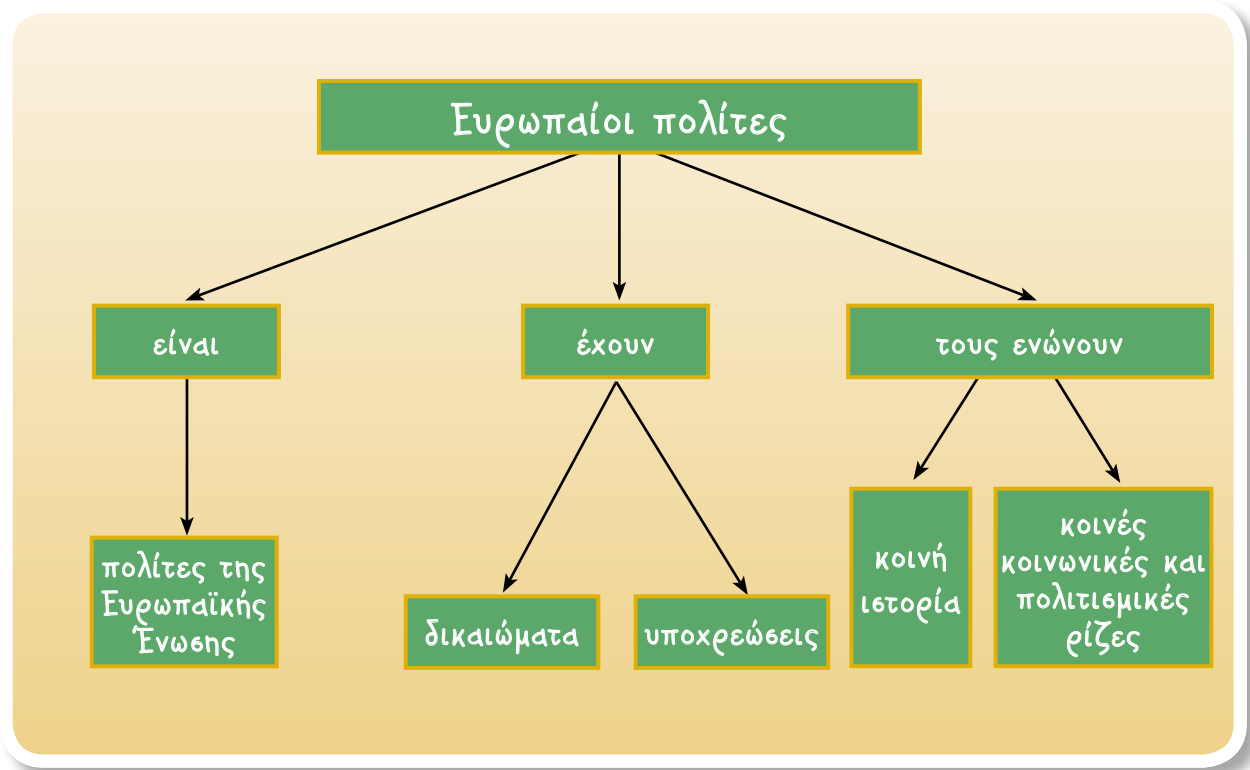 Ευρωπαίοι πολίτες
είναι
έχουν
τους ενώνουν
πολίτες της
Ευρωπαϊκής
Ένωσης
δικαιώματα
υποχρεώσεις
κοινή
ιστορία
κοινές
κοινωνικές και
πολιτισμικές
ρίζες